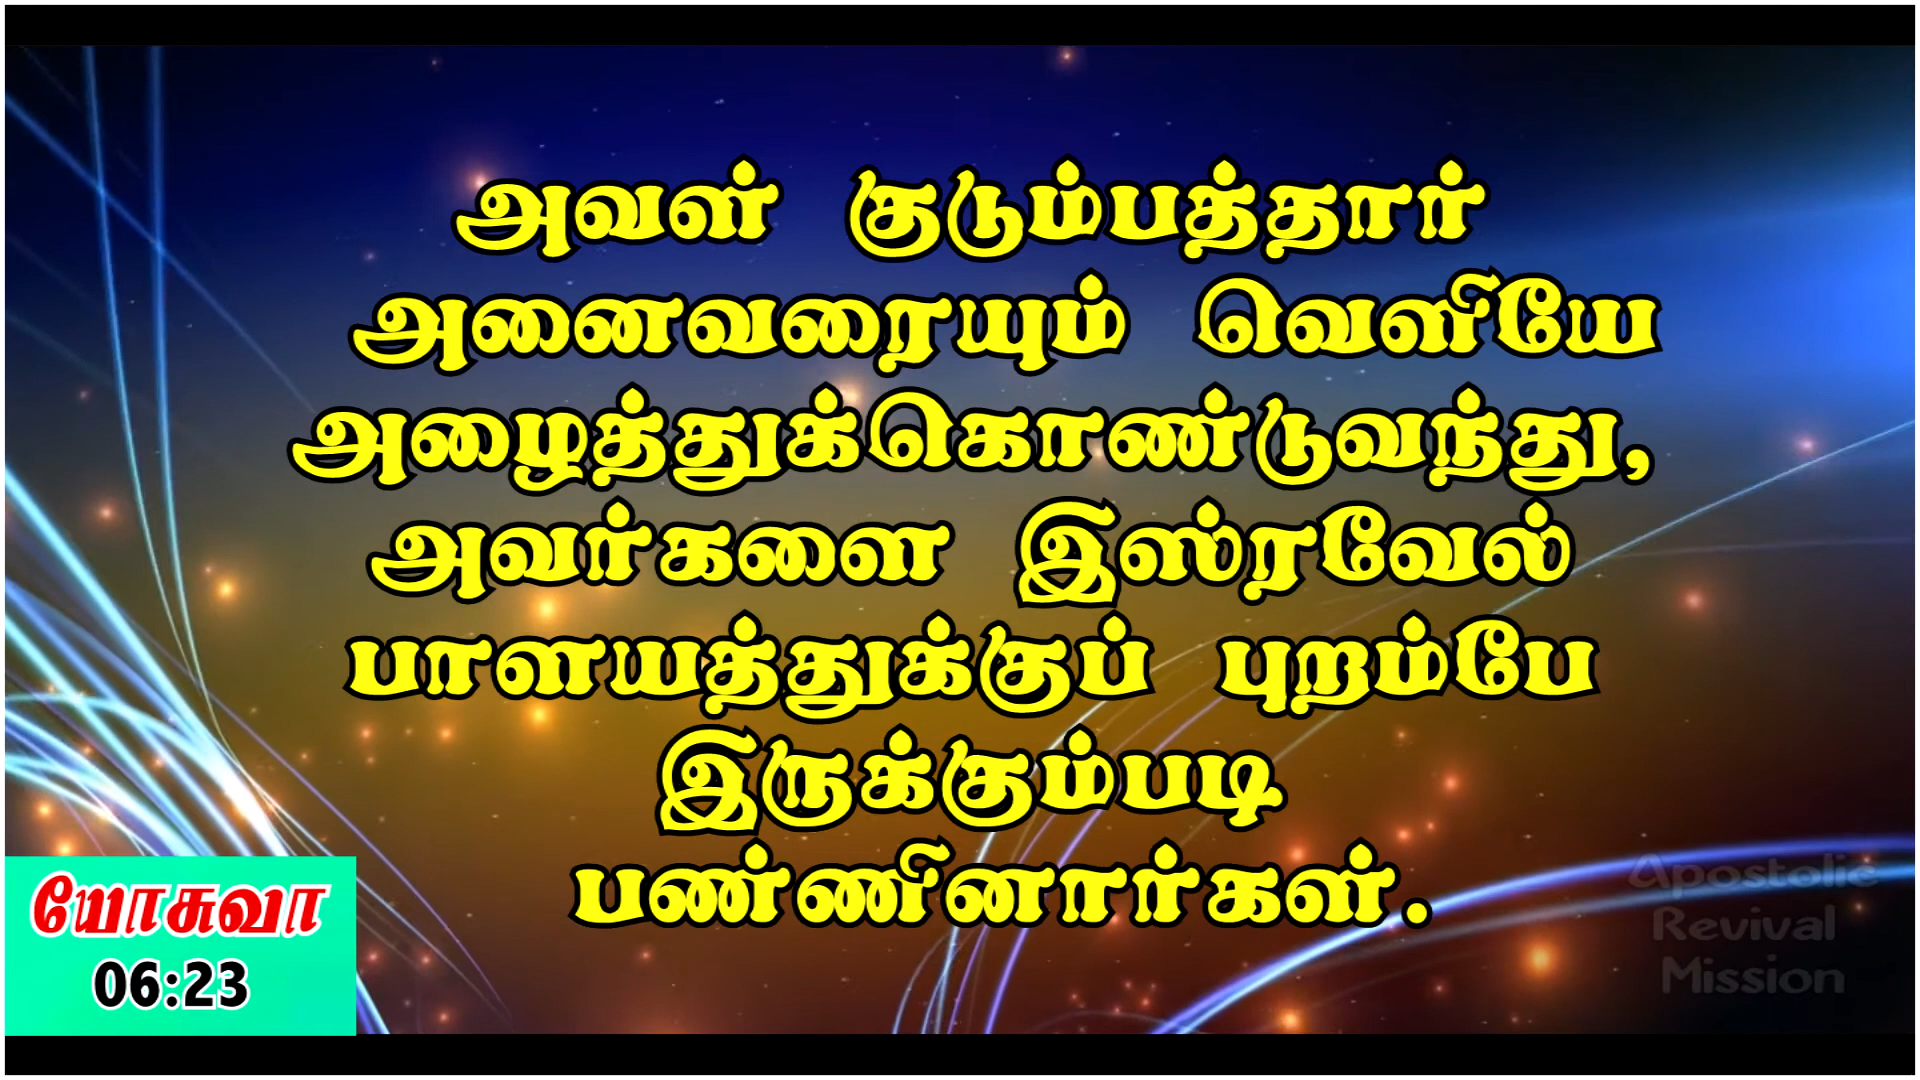 அவள் குடும்பத்தார்
அனைவரையும் வெளியே
அழைத்துக்கொண்டுவந்து,
அவர்களை இஸ்ரவேல்
பாளயத்துக்குப் புறம்பே
இருக்கும்படி
பண்ணினார்கள்.
யோசுவா
06:23
Apostolic
Revival
Mission